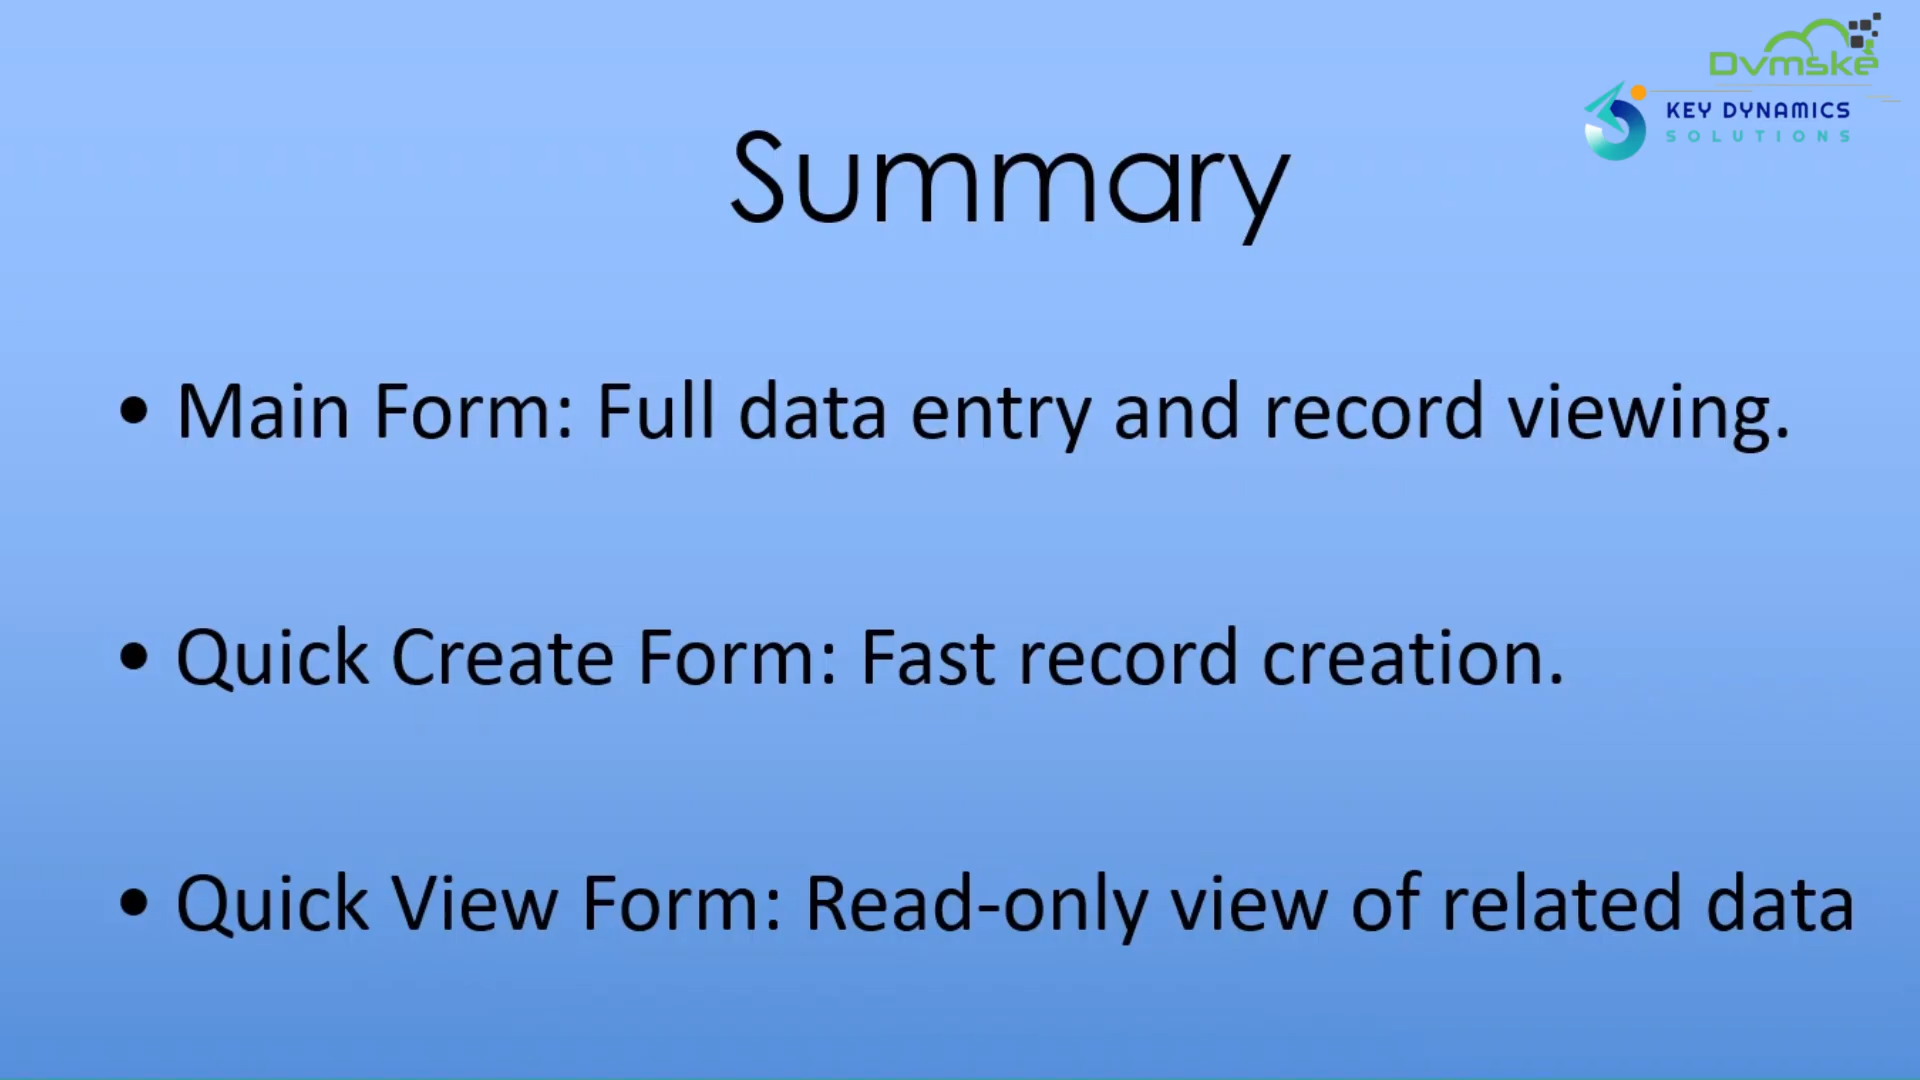 Dvmske
KEY DYNAMICS
SOLUTIONS
Summary
• Main Form: Full data entry and record viewing.
• Quick Create Form: Fast record creation.
• Quick View Form: Read-only view of related data